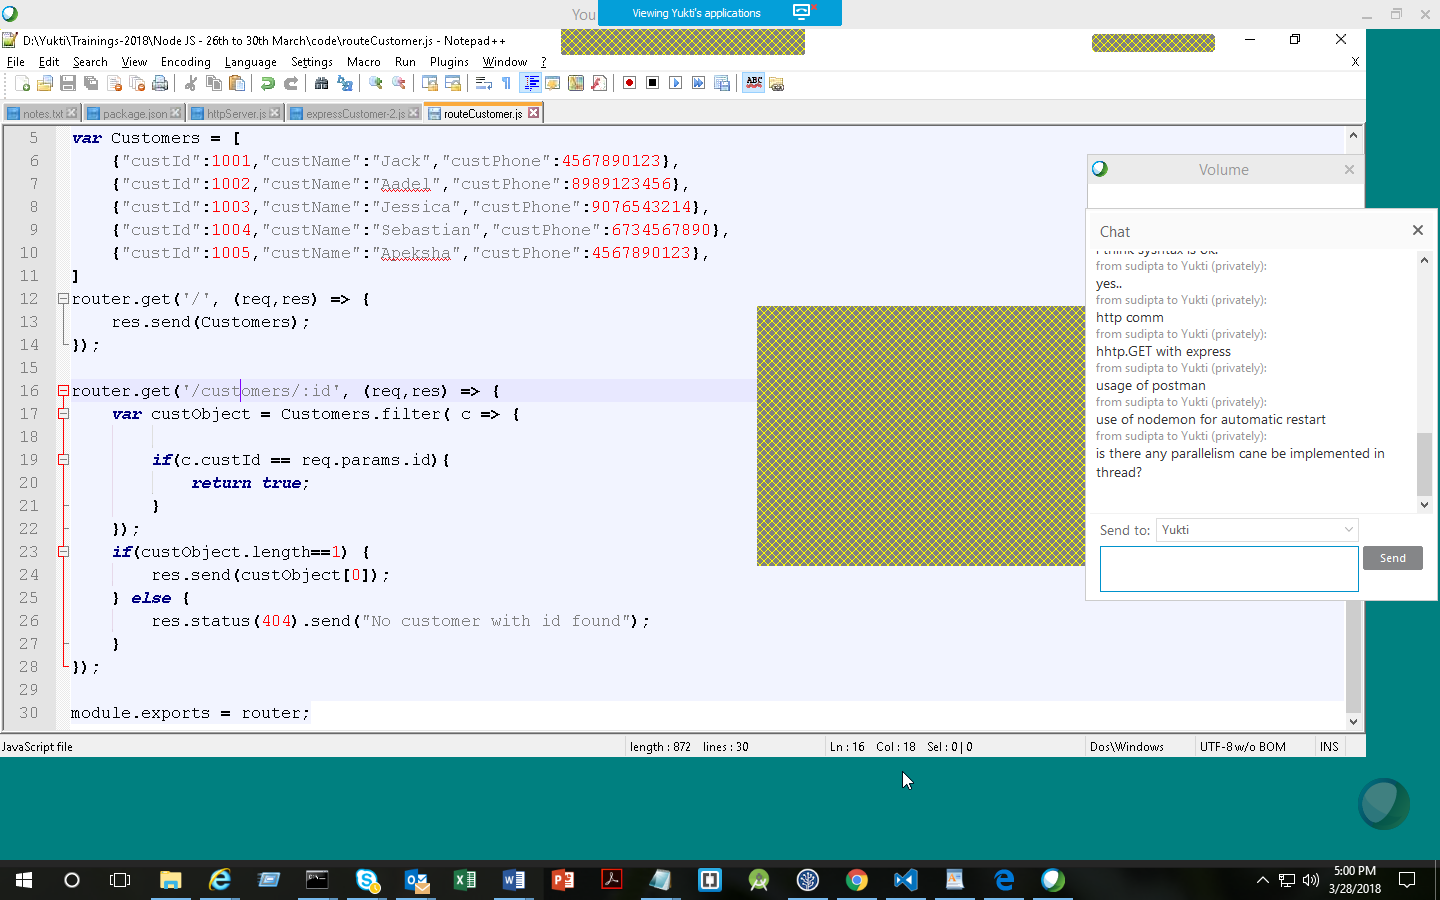 You
Viewing Yukti's applications
D:\Yukti\Trainings-2018\Node JS - 26th to 30th March\code\routeCustomer.js - Notepad++
File Edit Search View Encoding Language Settings Macro Run Plugins Window ? X
notes.txt package.json httpServer.js expressCustomer-2.js routeCustomer.js
5 var Customers = [
6 {"custId":1001,"custName":"Jack","custPhone":4567890123},
7 {"custId":1002,"custName":"Aadel","custPhone":8989123456},
8 {"custId":1003,"custName":"Jessica","custPhone":9076543214},
9 {"custId":1004,"custName":"Sebastian","custPhone":6734567890},
10 {"custId":1005,"custName":"Apeksha","custPhone":4567890123},
11 ]
12 router.get('/', (req,res) => {
13 res.send(Customers);
14 });
15
16 router.get('/customers/:id', (req,res) => {
17 var custObject = Customers.filter( c => {
18
19 if(c.custId == req.params.id){
20 return true;
21 }
22 });
23 if(custObject.length==1) {
24 res.send(custObject[0]);
25 } else {
26 res.status(404).send("No customer with id found");
27 }
28 });
29
30 module.exports = router;
Volume
Chat
I think sysntax is ok.
from sudipta to Yukti (privately):
yes..
from sudipta to Yukti (privately):
http comm
from sudipta to Yukti (privately):
hhtp.GET with express
from sudipta to Yukti (privately):
usage of postman
from sudipta to Yukti (privately):
use of nodemon for automatic restart
from sudipta to Yukti (privately):
is there any parallelism cane be implemented in
thread?
Send to: Yukti
Send
JavaScript file length : 872 lines : 30 Ln : 16 Col : 18 Sel : 0 | 0 Dos\Windows UTF-8 w/o BOM INS
5:00 PM
3/28/2018